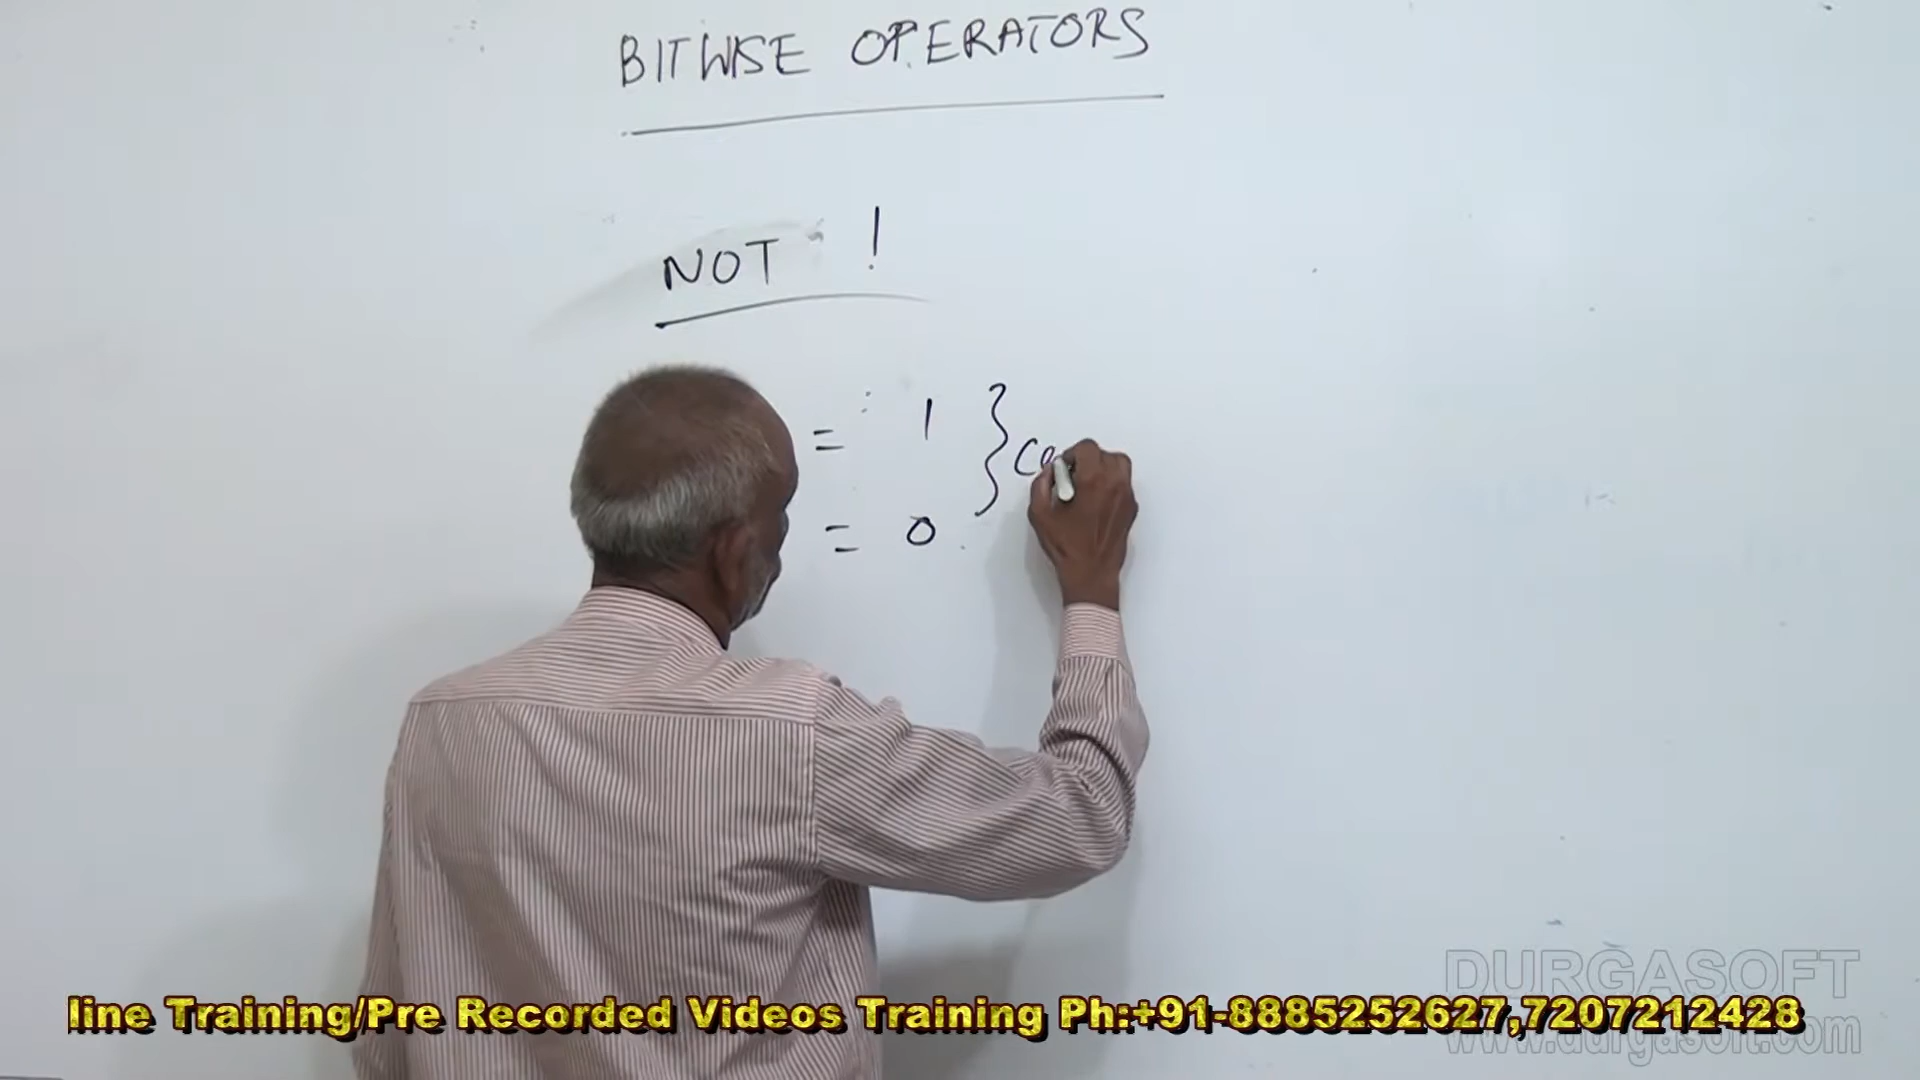 BITWISE OPERATORS
NOT !
= 1 }
= 0
DURGASOFT
www.durgasoft.com
line Training/Pre Recorded Videos Training Ph:+91-8885252627,7207212428